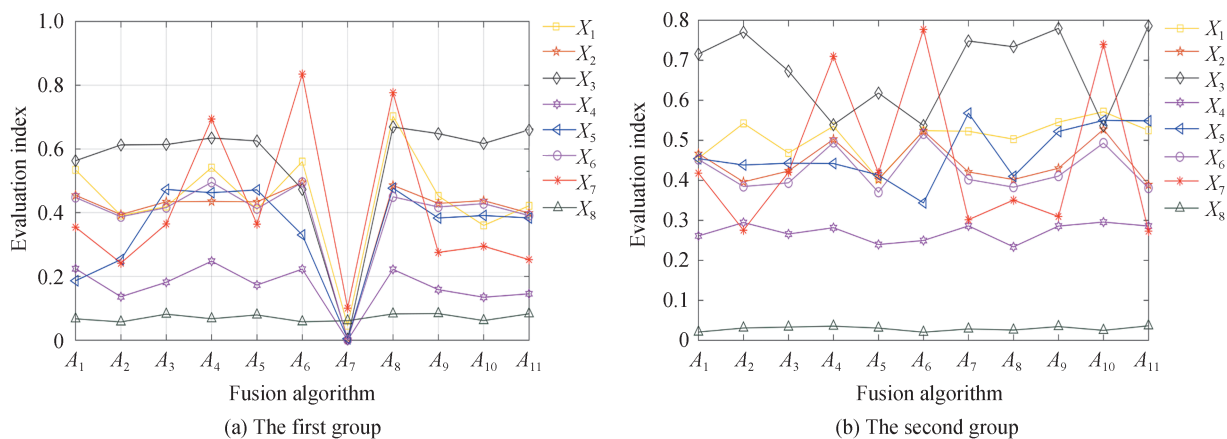 1.0
0.8
0.6
0.4
0.2
0
Evaluation index
A1 A2 A3 A4 A5 A6 A7 A8 A9 A10 A11
Fusion algorithm
X1
X2
X3
X4
X5
X6
X7
X8
(a) The first group
0.8
0.7
0.6
0.5
0.4
0.3
0.2
0.1
0
Evaluation index
A1 A2 A3 A4 A5 A6 A7 A8 A9 A10 A11
Fusion algorithm
X1
X2
X3
X4
X5
X6
X7
X8
(b) The second group